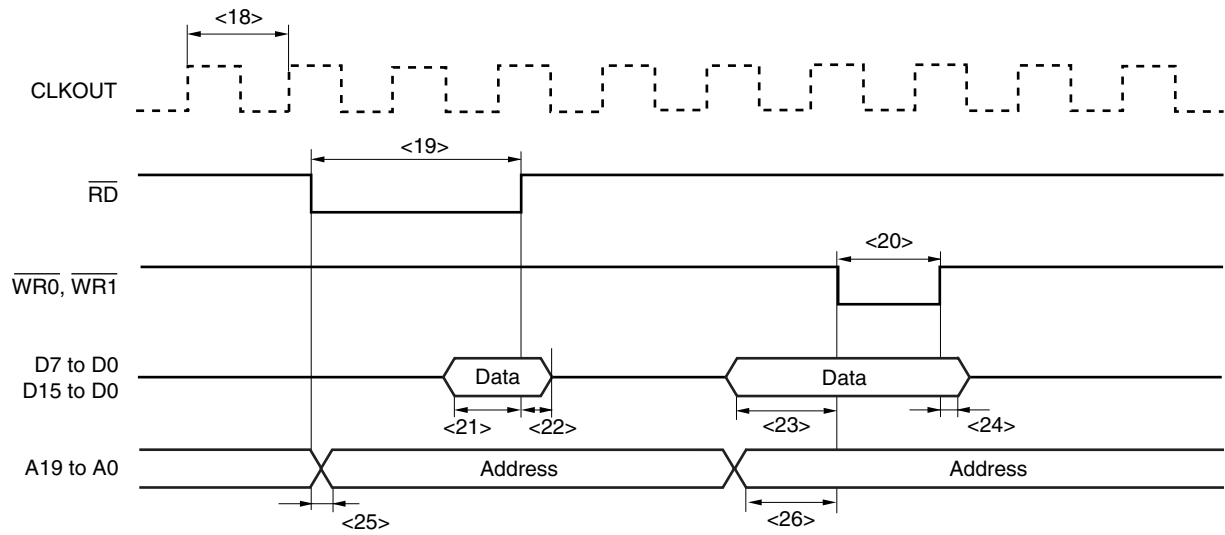 <18>
CLKOUT
<19>
RD
<20>
WR0, WR1
D7 to D0
D15 to D0
Data
Data
<21>
<22>
<23>
<24>
A19 to A0
Address
Address
<25>
<26>